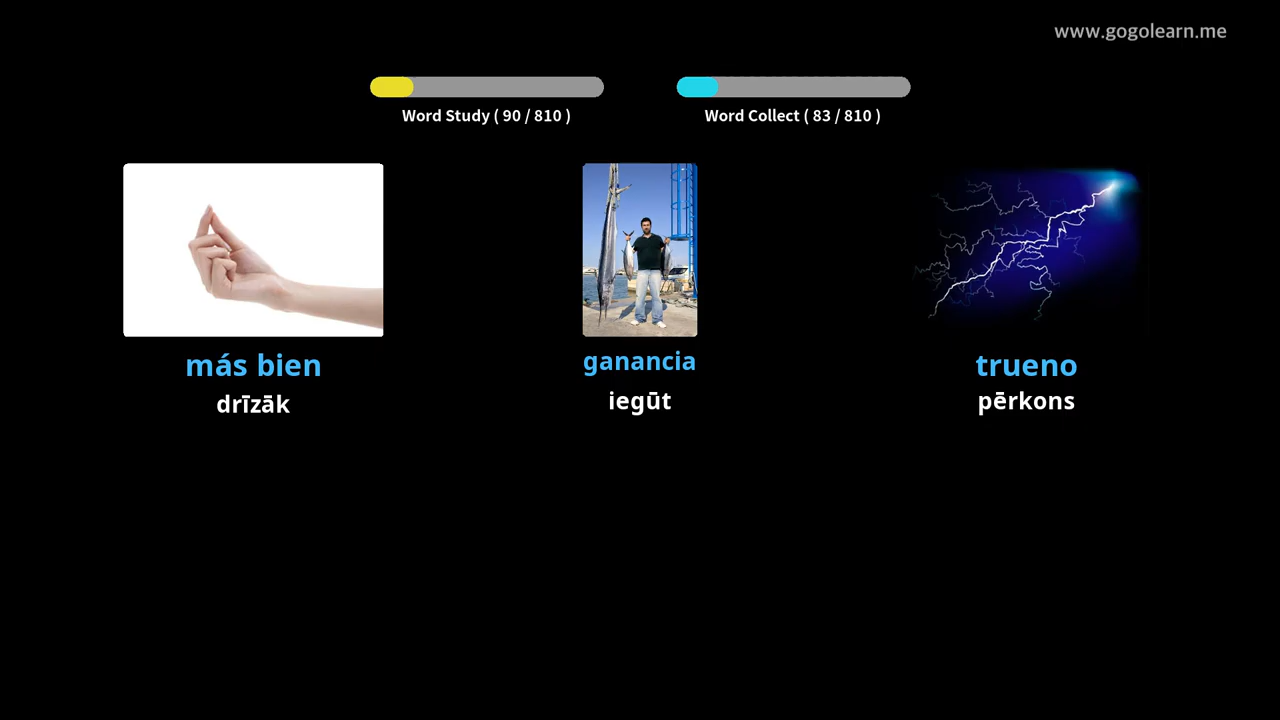 www.gogolearn.me
Word Study ( 90 / 810 )
Word Collect ( 83 / 810 )
más bien
drīzāk
ganancia
iegūt
trueno
pērkons